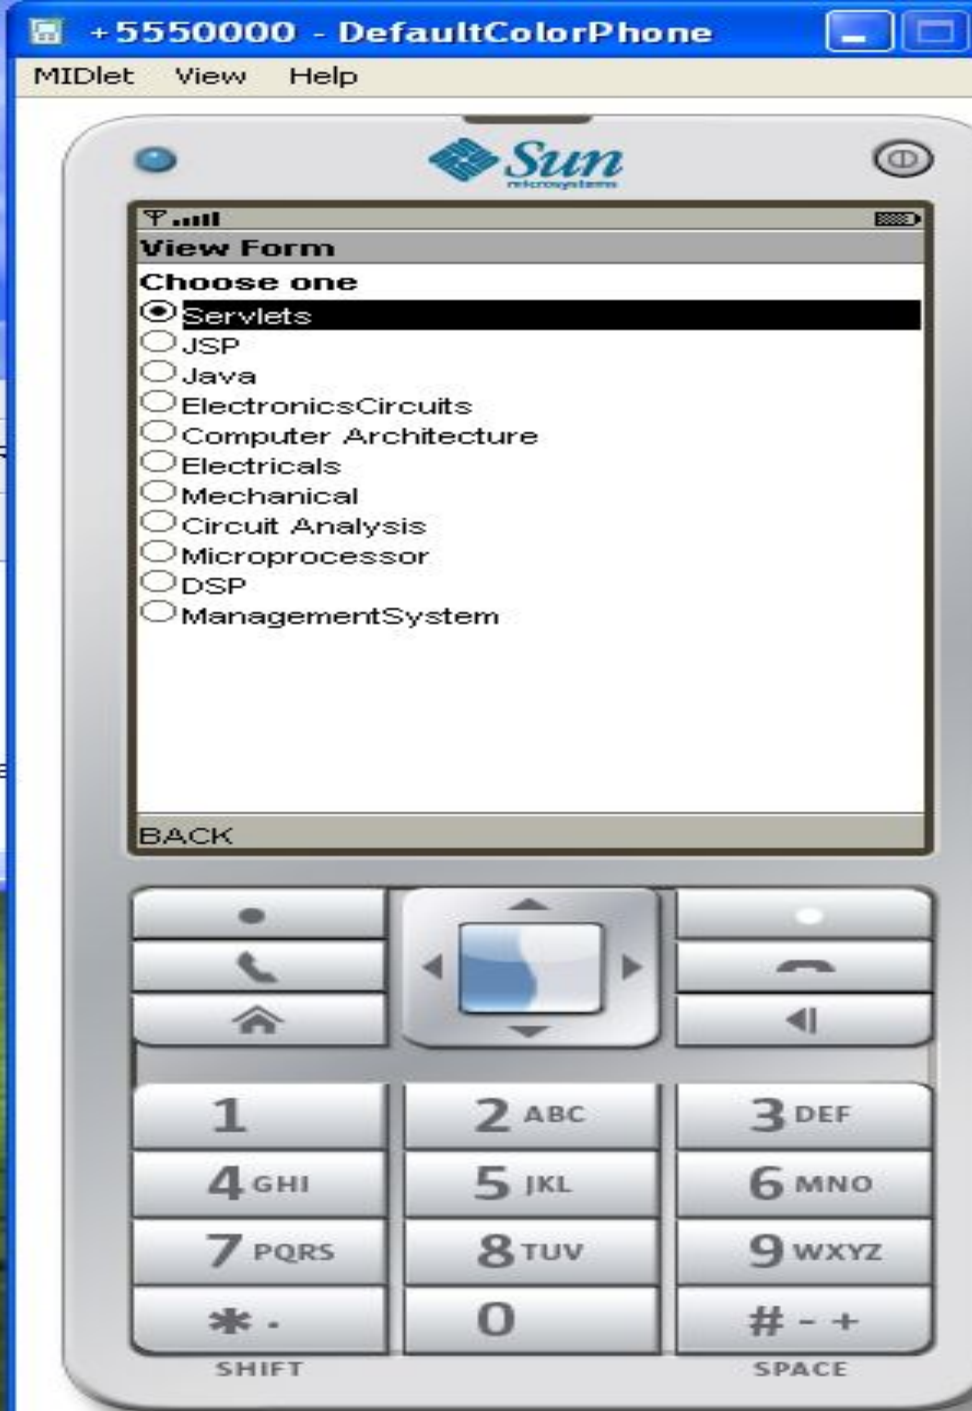 +5550000 - DefaultColorPhone
MIDlet View Help
Sun
microsystems
View Form
Choose one
Servlets
JSP
Java
ElectronicsCircuits
Computer Architecture
Electricals
Mechanical
Circuit Analysis
Microprocessor
DSP
ManagementSystem
BACK
1 2 ABC 3 DEF
4 GHI 5 JKL 6 MNO
7 PQRS 8 TUV 9 WXYZ
* . 0 # - +
SHIFT SPACE